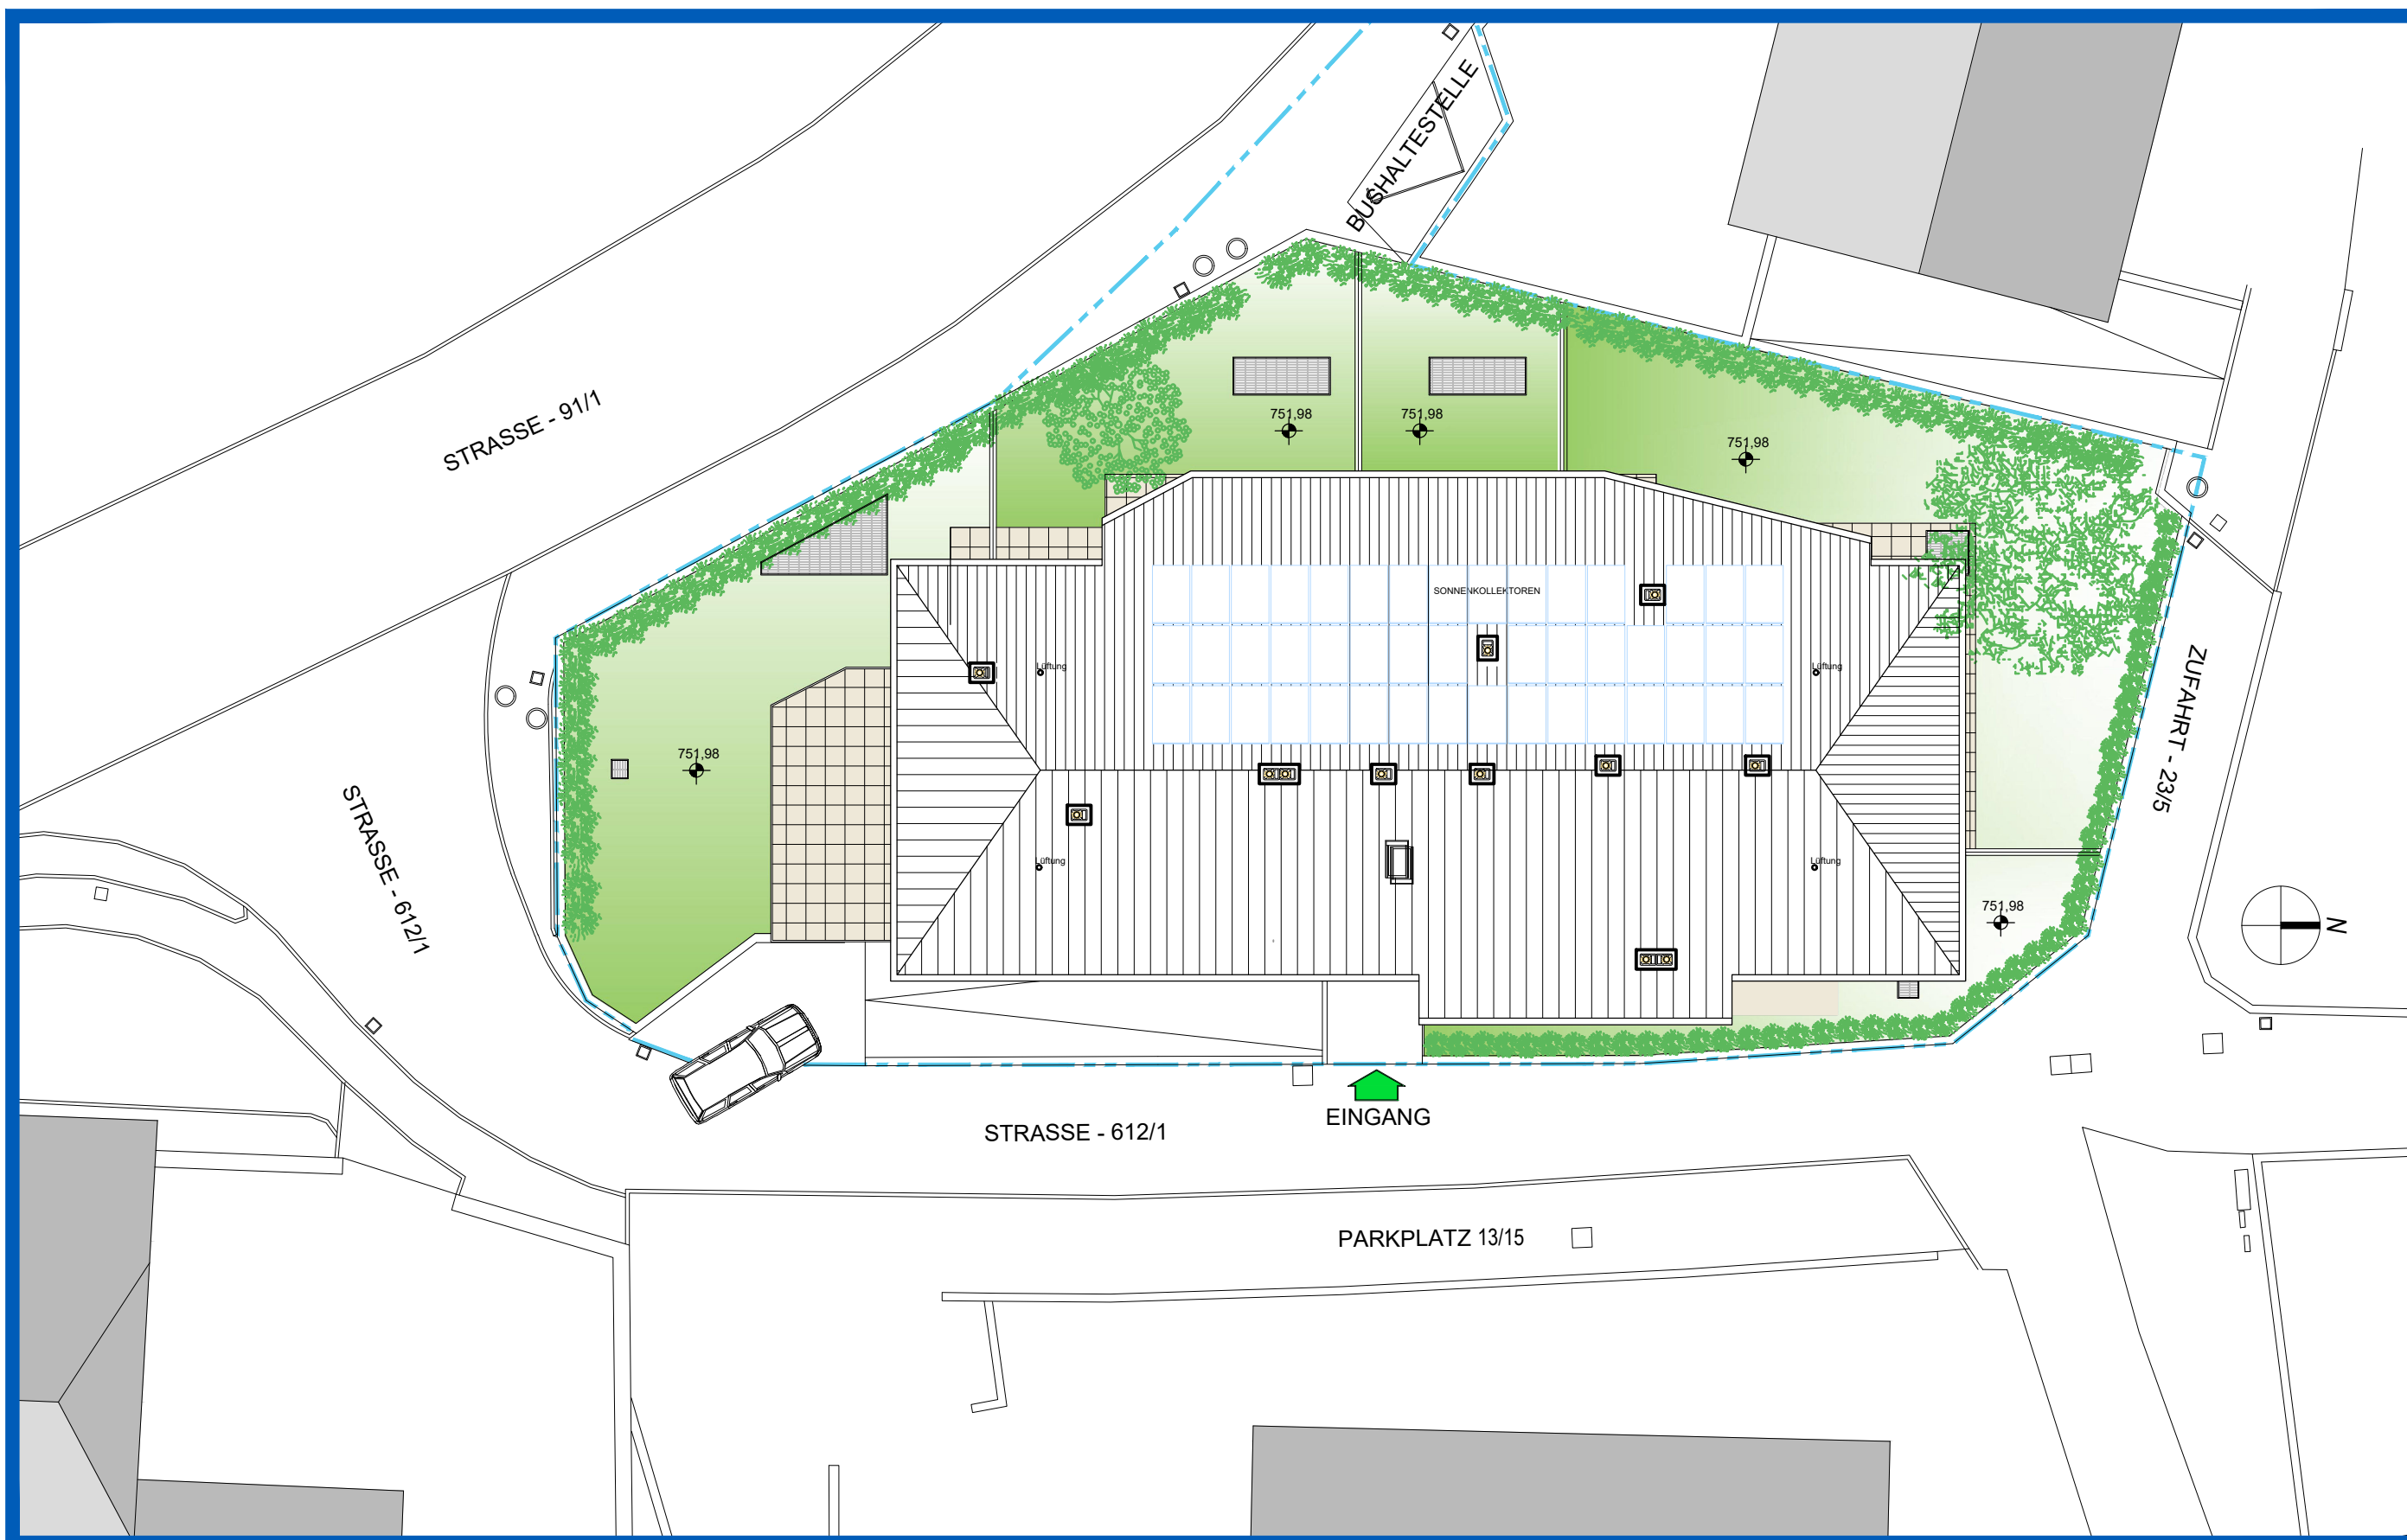 BUSHALTESTELLE
STRASSE - 91/1
751,98
751,98
751,98
SONNENKOLLEKTOREN
Lüftung
Lüftung
ZUFAHRT - 23/5
751,98
STRASSE - 612/1
Lüftung
Lüftung
751,98
N
EINGANG
STRASSE - 612/1
PARKPLATZ 13/15